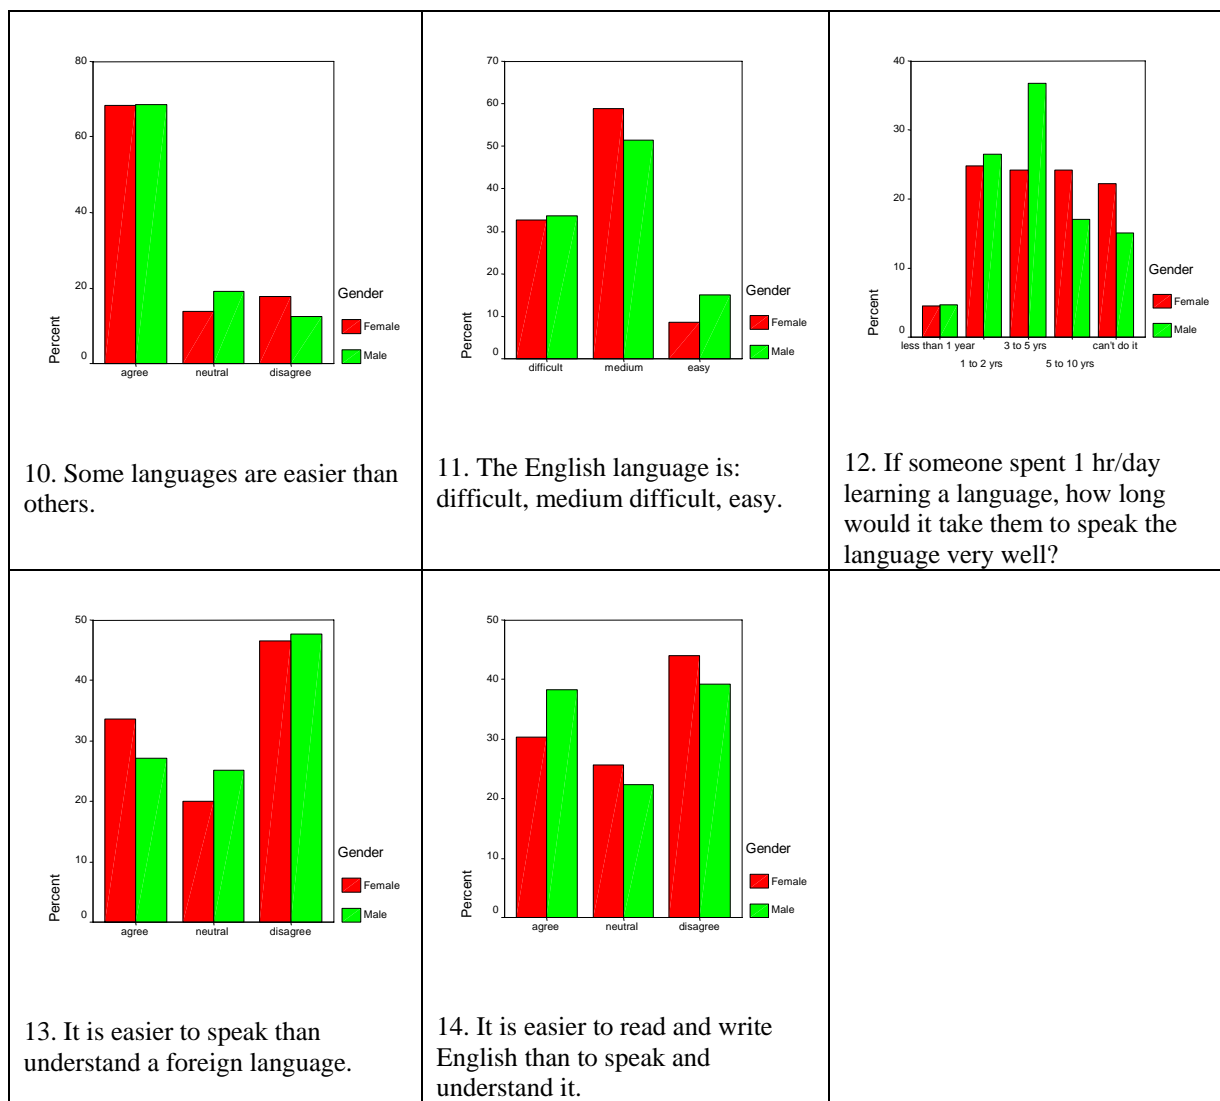 80
60
40
20
0
Percent
agree
neutral
disagree
Gender
Female
Male
10. Some languages are easier than
others.
70
60
50
40
30
20
10
0
Percent
difficult
medium
easy
Gender
Female
Male
11. The English language is:
difficult, medium difficult, easy.
40
30
20
10
0
Percent
less than 1 year
1 to 2 yrs
3 to 5 yrs
5 to 10 yrs
can't do it
Gender
Female
Male
12. If someone spent 1 hr/day
learning a language, how long
would it take them to speak the
language very well?
50
40
30
20
10
0
Percent
agree
neutral
disagree
Gender
Female
Male
13. It is easier to speak than
understand a foreign language.
50
40
30
20
10
0
Percent
agree
neutral
disagree
Gender
Female
Male
14. It is easier to read and write
English than to speak and
understand it.